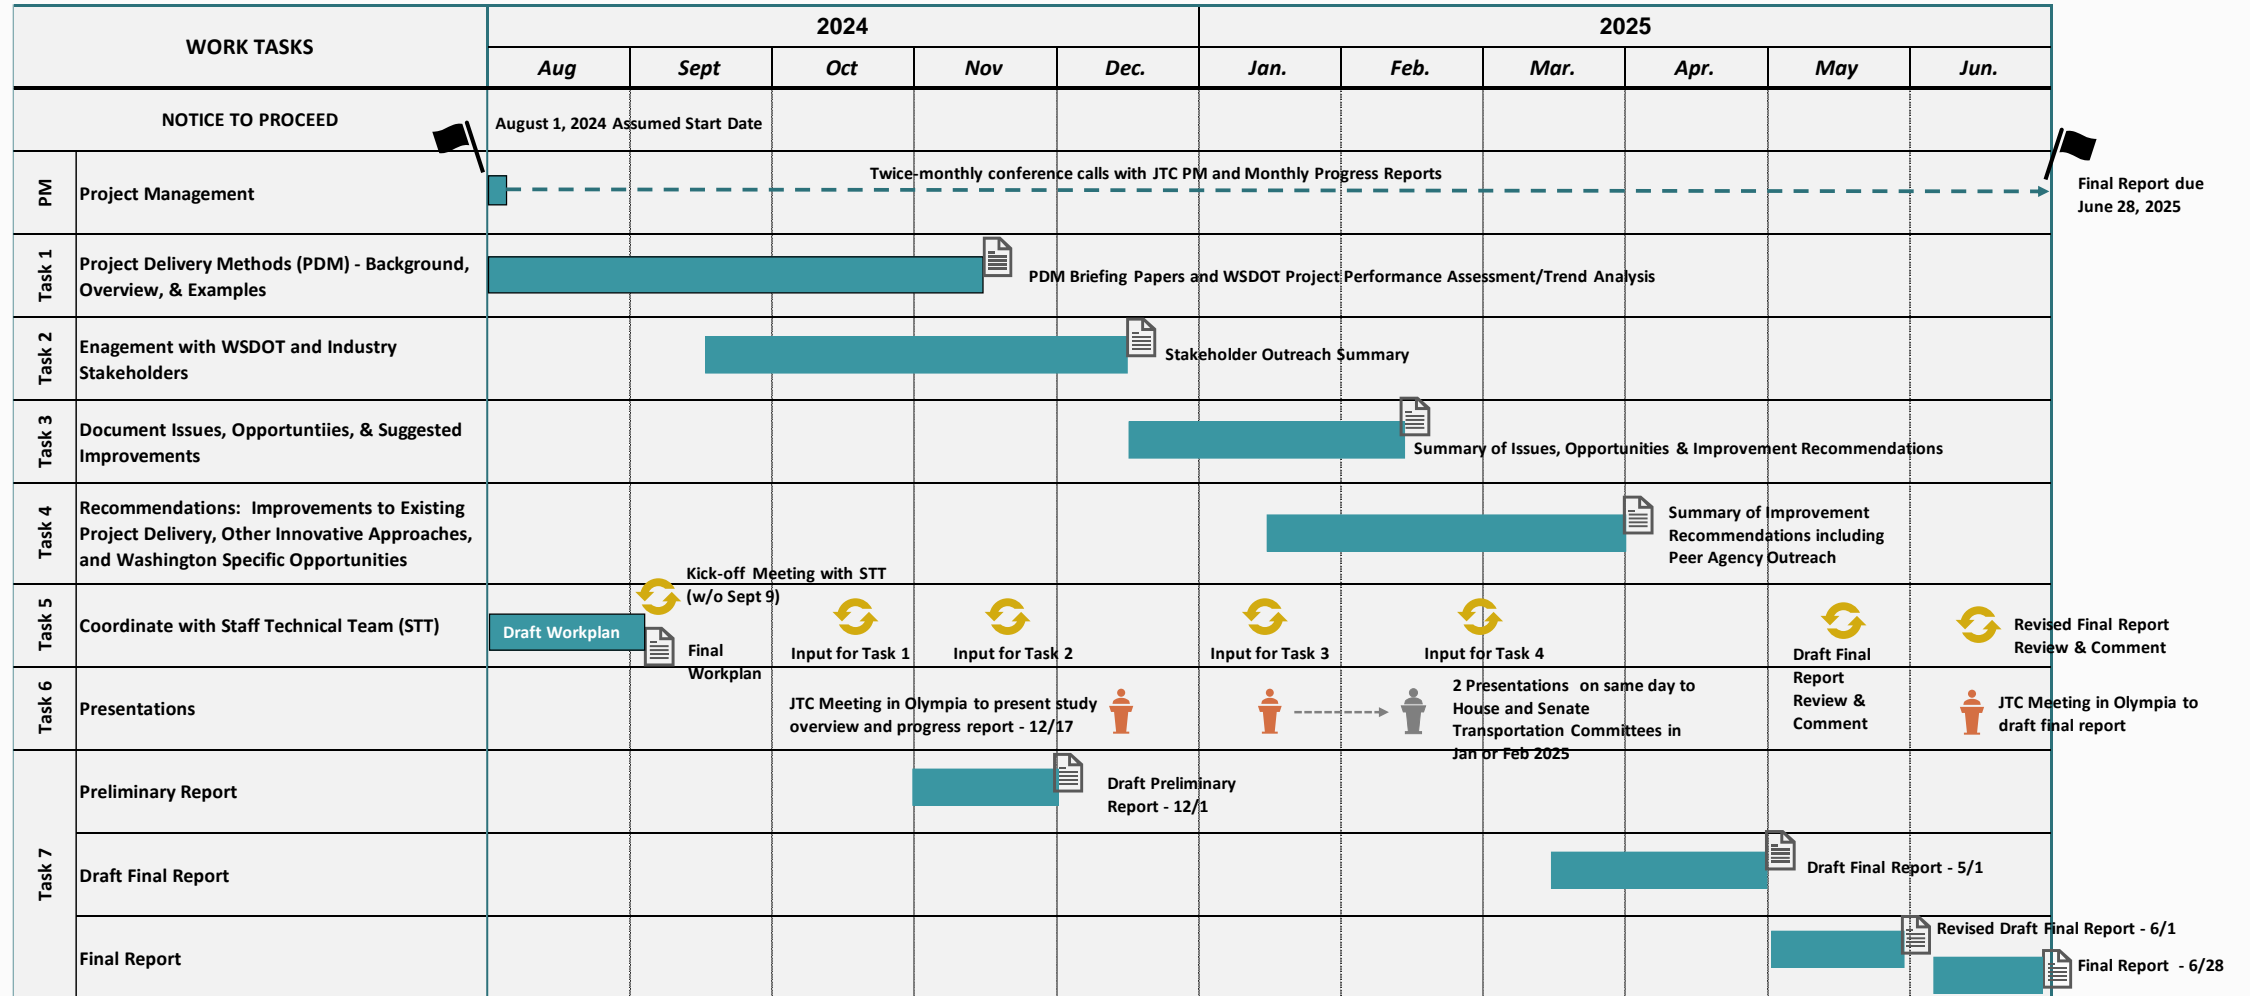 WORK TASKS
2024
2025
Aug
Sept
Oct
Nov
Dec.
Jan.
Feb.
Mar.
Apr.
May
Jun.
NOTICE TO PROCEED
August 1, 2024 Assumed Start Date
PM
Project Management
Twice-monthly conference calls with JTC PM and Monthly Progress Reports
Final Report due
June 28, 2025
Task 1
Project Delivery Methods (PDM) - Background,
Overview, & Examples
PDM Briefing Papers and WSDOT Project Performance Assessment/Trend Analysis
Task 2
Enagement with WSDOT and Industry
Stakeholders
Stakeholder Outreach Summary
Task 3
Document Issues, Opportuntiies, & Suggested
Improvements
Summary of Issues, Opportunities & Improvement Recommendations
Task 4
Recommendations: Improvements to Existing
Project Delivery, Other Innovative Approaches,
and Washington Specific Opportunities
Summary of Improvement
Recommendations including
Peer Agency Outreach
Task 5
Coordinate with Staff Technical Team (STT)
Draft Workplan
Kick-off Meeting with STT
(w/o Sept 9)
Final
Workplan
Input for Task 1
Input for Task 2
Input for Task 3
Input for Task 4
Draft Final
Report
Review &
Comment
Revised Final Report
Review & Comment
Task 6
Presentations
JTC Meeting in Olympia to present study
overview and progress report - 12/17
2 Presentations on same day to
House and Senate
Transportation Committees in
Jan or Feb 2025
JTC Meeting in Olympia to
draft final report
Task 7
Preliminary Report
Draft Preliminary
Report - 12/1
Draft Final Report
Draft Final Report - 5/1
Final Report
Revised Draft Final Report - 6/1
Final Report - 6/28